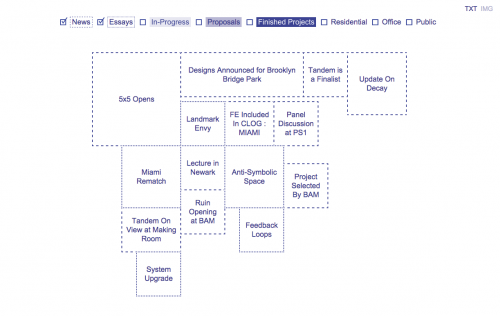 TXT IMG
News Essays In-Progress Proposals Finished Projects Residential Office Public
5x5 Opens
Designs Announced for Brooklyn
Bridge Park
Tandem is
a Finalist
Update On
Decay
Landmark
Envy
FE Included
In CLOG :
MIAMI
Panel
Discussion
at PS1
Miami
Rematch
Lecture in
Newark
Anti-Symbolic
Space
Project
Selected
By BAM
Ruin
Opening
at BAM
Tandem On
View at Making
Room
Feedback
Loops
System
Upgrade